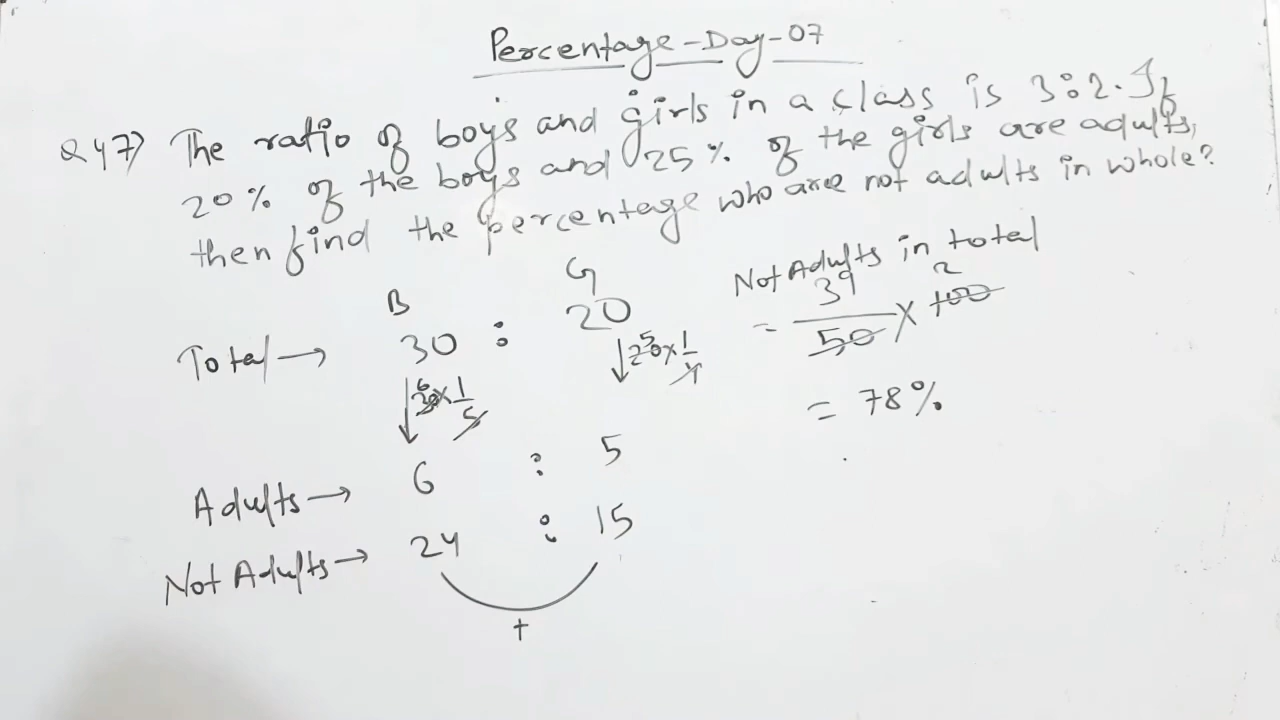 Percentage-Day-07
Q47) The ratio of boys and girls in a class is 3:2. If
20% of the boys and 25% of the girls are adults,
then find the percentage who are not adults in whole?
B G
Total → 30 : 20
30×1/5 20×1/4
6 5
Adults → 6 : 5
Not Adults → 24 : 15
+
Not Adults in total
= 39/50 × 100
2
= 78%